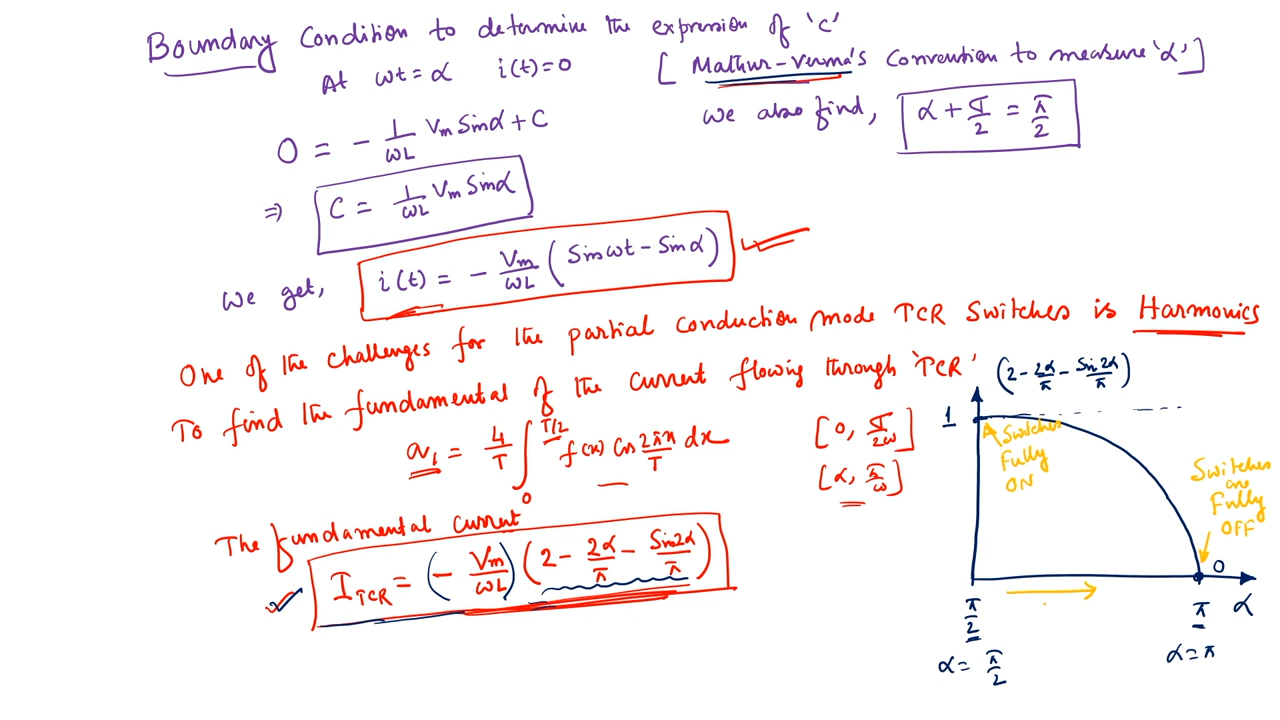 Boundary Condition to determine the expression of 'c'
At ωt = α i(t) = 0
[ Mathur-Verma's Convention to measure 'α' ]
0 = - 1/ωL Vm Sinα + C
We also find, α + σ/2 = π/2
⇒ C = 1/ωL Vm Sinα
We get, i(t) = - Vm/ωL ( Sinωt - Sinα )
One of the challenges for the partial conduction mode TCR Switches is Harmonics
To find the fundamental of the current flowing through 'TCR'
a₁ = 4/T ∫₀^(T/2) f(x) Cos 2πx/T dx
[0, σ/2ω]
[α, π/ω]
The fundamental current
I_TCR = ( - Vm/ωL ) ( 2 - 2α/π - Sin2α/π )
(2 - 2α/π - Sin2α/π)
1
Switches
Fully
ON
Switches
are
Fully
OFF
0
π/2
π
α
α = π/2
α = π